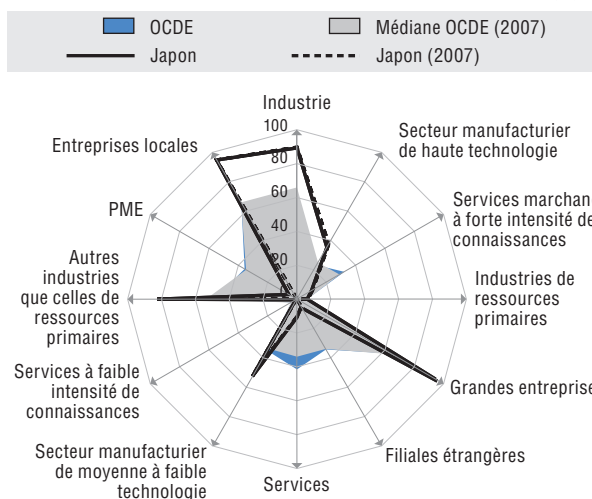 OCDE
Médiane OCDE (2007)
Japon
Japon (2007)
Industrie
100
80
60
40
20
0
Secteur manufacturier
de haute technologie
Services marchan
à forte intensité de
connaissances
Industries de
ressources
primaires
Grandes entreprise
Filiales étrangères
Services
Secteur manufacturier
de moyenne à faible
technologie
Services à faible
intensité de
connaissances
Autres
industries
que celles de
ressources
primaires
PME
Entreprises locales